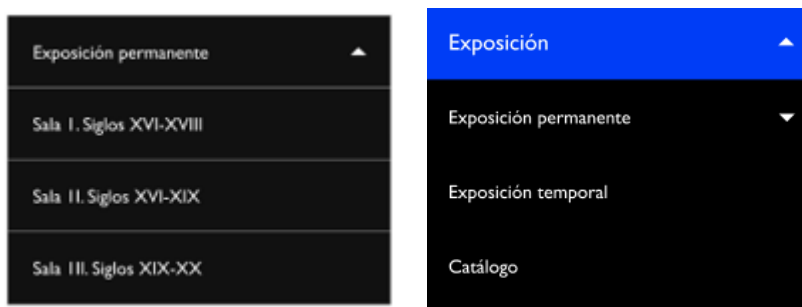 Exposición permanente
Sala I. Siglos XVI-XVIII
Sala II. Siglos XVI-XIX
Sala III. Siglos XIX-XX
Exposición
Exposición permanente
Exposición temporal
Catálogo